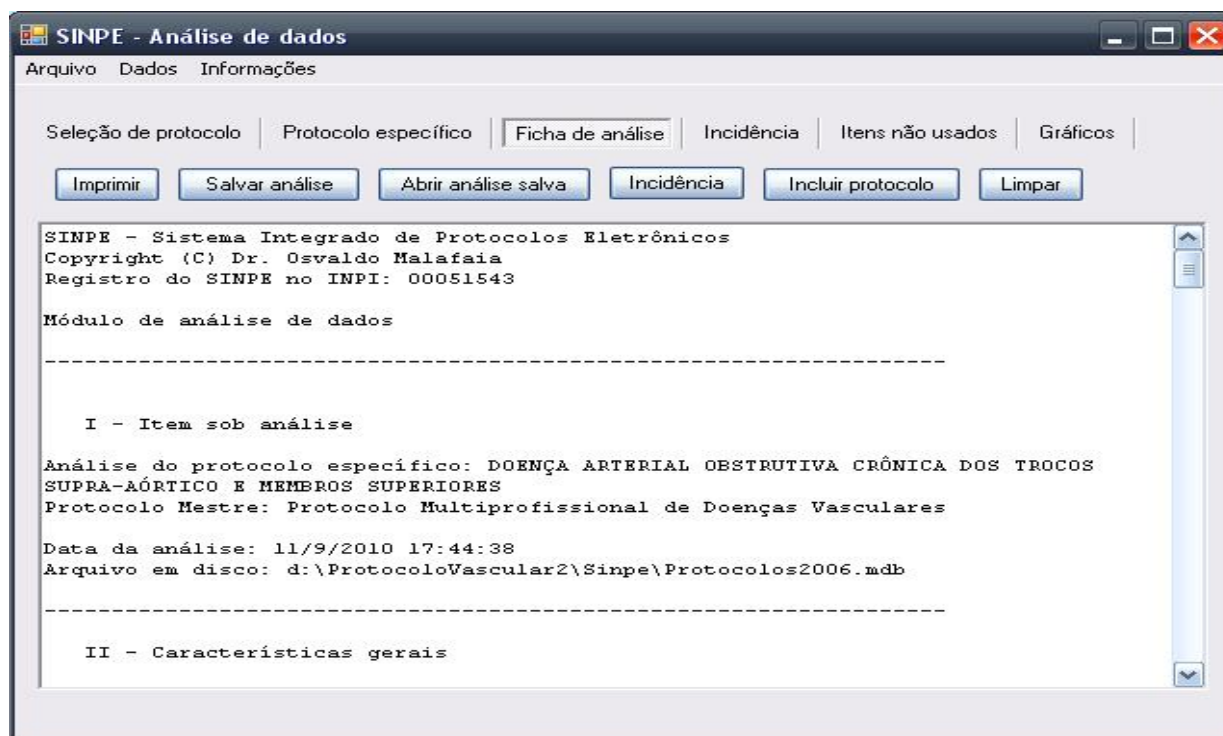 SINPE - Análise de dados
Arquivo Dados Informações
Seleção de protocolo Protocolo específico Ficha de análise Incidência Itens não usados Gráficos
Imprimir Salvar análise Abrir análise salva Incidência Incluir protocolo Limpar
SINPE - Sistema Integrado de Protocolos Eletrônicos
Copyright (C) Dr. Osvaldo Malafaia
Registro do SINPE no INPI: 00051543
Módulo de análise de dados
-------------------------------------------------------------------
I - Item sob análise
Análise do protocolo específico: DOENÇA ARTERIAL OBSTRUTIVA CRÔNICA DOS TROCOS
SUPRA-AÓRTICO E MEMBROS SUPERIORES
Protocolo Mestre: Protocolo Multiprofissional de Doenças Vasculares
Data da análise: 11/9/2010 17:44:38
Arquivo em disco: d:\ProtocoloVascular2\Sinpe\Protocolos2006.mdb
-------------------------------------------------------------------
II - Características gerais